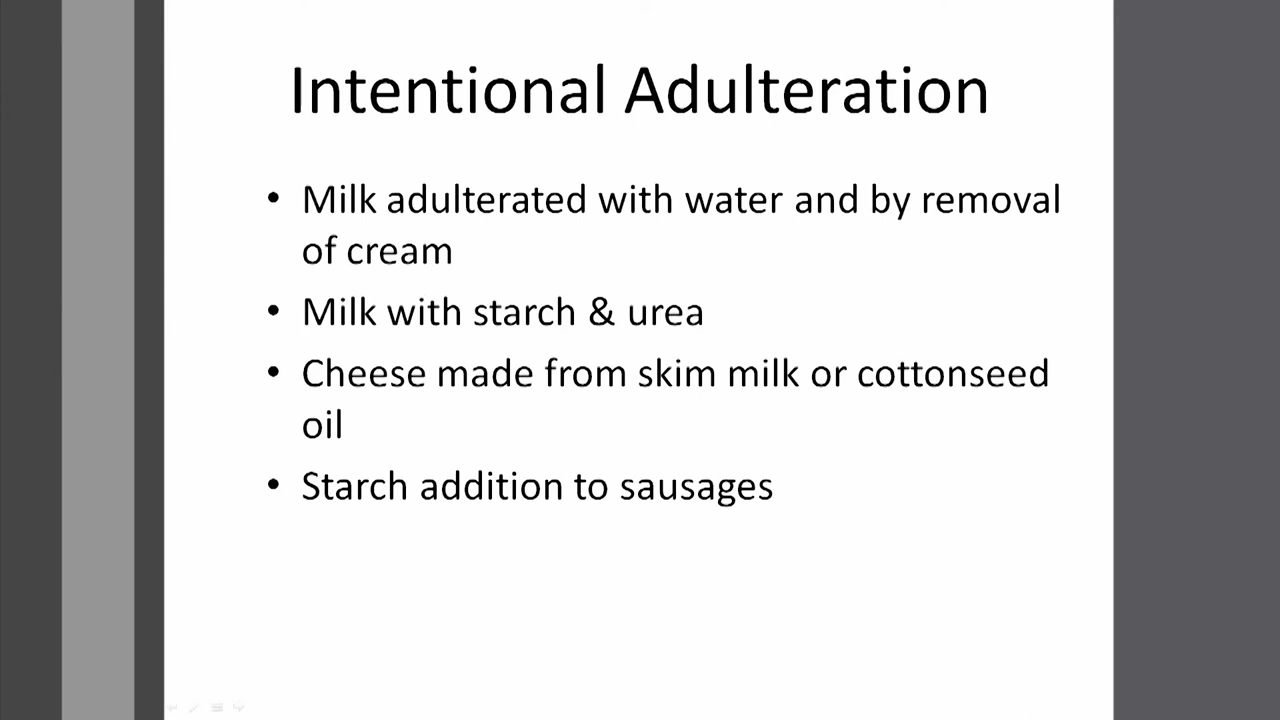 Intentional Adulteration
• Milk adulterated with water and by removal
of cream
• Milk with starch & urea
• Cheese made from skim milk or cottonseed
oil
• Starch addition to sausages